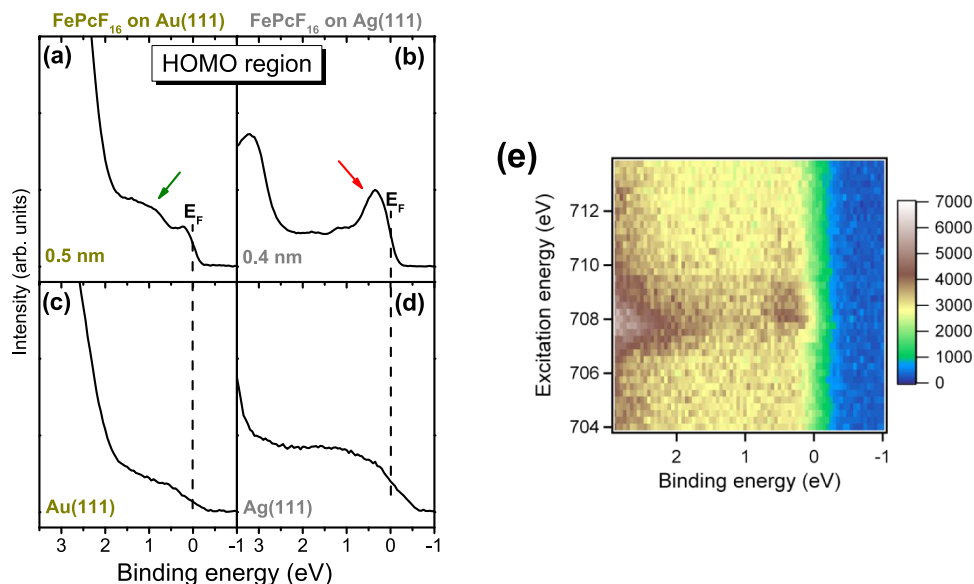 FePcF₁₆ on Au(111)
FePcF₁₆ on Ag(111)
(a)
(b)
HOMO region
E_F
E_F
0.5 nm
0.4 nm
(c)
(d)
Au(111)
Ag(111)
Intensity (arb. units)
3 2 1 0 -1
3 2 1 0 -1
Binding energy (eV)
(e)
712
710
708
706
704
Excitation energy (eV)
2 1 0 -1
Binding energy (eV)
7000
6000
5000
4000
3000
2000
1000
0